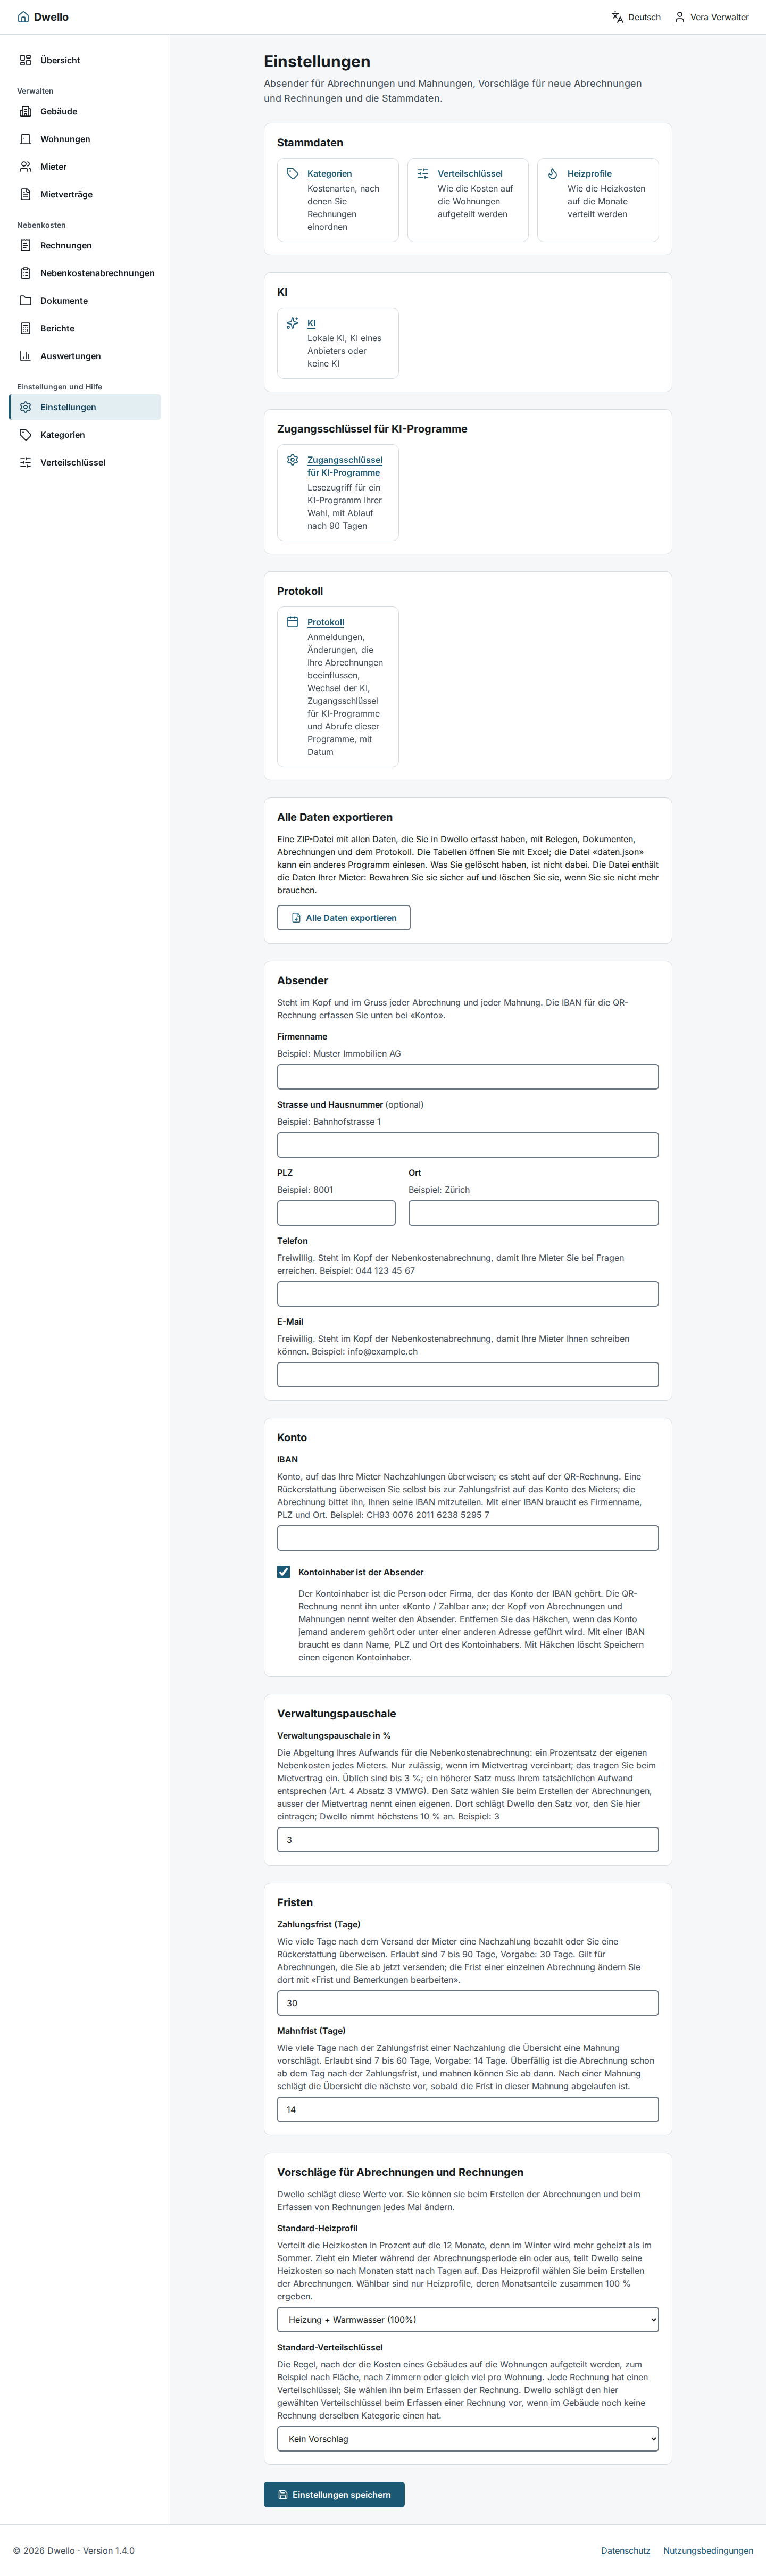 Dwello
Deutsch
Vera Verwalter
Übersicht
Verwalten
Gebäude
Wohnungen
Mieter
Mietverträge
Nebenkosten
Rechnungen
Nebenkostenabrechnungen
Dokumente
Berichte
Auswertungen
Einstellungen und Hilfe
Einstellungen
Kategorien
Verteilschlüssel
Einstellungen
Absender für Abrechnungen und Mahnungen, Vorschläge für neue Abrechnungen
und Rechnungen und die Stammdaten.
Stammdaten
Kategorien
Kostenarten, nach
denen Sie
Rechnungen
einordnen
Verteilschlüssel
Wie die Kosten auf
die Wohnungen
aufgeteilt werden
Heizprofile
Wie die Heizkosten
auf die Monate
verteilt werden
KI
KI
Lokale KI, KI eines
Anbieters oder
keine KI
Zugangsschlüssel für KI-Programme
Zugangsschlüssel
für KI-Programme
Lesezugriff für ein
KI-Programm Ihrer
Wahl, mit Ablauf
nach 90 Tagen
Protokoll
Protokoll
Anmeldungen,
Änderungen, die
Ihre Abrechnungen
beeinflussen,
Wechsel der KI,
Zugangsschlüssel
für KI-Programme
und Abrufe dieser
Programme, mit
Datum
Alle Daten exportieren
Eine ZIP-Datei mit allen Daten, die Sie in Dwello erfasst haben, mit Belegen, Dokumenten,
Abrechnungen und dem Protokoll. Die Tabellen öffnen Sie mit Excel; die Datei «daten.json»
kann ein anderes Programm einlesen. Was Sie gelöscht haben, ist nicht dabei. Die Datei enthält
die Daten Ihrer Mieter: Bewahren Sie sie sicher auf und löschen Sie sie, wenn Sie sie nicht mehr
brauchen.
Alle Daten exportieren
Absender
Steht im Kopf und im Gruss jeder Abrechnung und jeder Mahnung. Die IBAN für die QR-
Rechnung erfassen Sie unten bei «Konto».
Firmenname
Beispiel: Muster Immobilien AG
Strasse und Hausnummer (optional)
Beispiel: Bahnhofstrasse 1
PLZ
Beispiel: 8001
Ort
Beispiel: Zürich
Telefon
Freiwillig. Steht im Kopf der Nebenkostenabrechnung, damit Ihre Mieter Sie bei Fragen
erreichen. Beispiel: 044 123 45 67
E-Mail
Freiwillig. Steht im Kopf der Nebenkostenabrechnung, damit Ihre Mieter Ihnen schreiben
können. Beispiel: info@example.ch
Konto
IBAN
Konto, auf das Ihre Mieter Nachzahlungen überweisen; es steht auf der QR-Rechnung. Eine
Rückerstattung überweisen Sie selbst bis zur Zahlungsfrist auf das Konto des Mieters; die
Abrechnung bittet ihn, Ihnen seine IBAN mitzuteilen. Mit einer IBAN braucht es Firmenname,
PLZ und Ort. Beispiel: CH93 0076 2011 6238 5295 7
Kontoinhaber ist der Absender
Der Kontoinhaber ist die Person oder Firma, der das Konto der IBAN gehört. Die QR-
Rechnung nennt ihn unter «Konto / Zahlbar an»; der Kopf von Abrechnungen und
Mahnungen nennt weiter den Absender. Entfernen Sie das Häkchen, wenn das Konto
jemand anderem gehört oder unter einer anderen Adresse geführt wird. Mit einer IBAN
braucht es dann Name, PLZ und Ort des Kontoinhabers. Mit Häkchen löscht Speichern
einen eigenen Kontoinhaber.
Verwaltungspauschale
Verwaltungspauschale in %
Die Abgeltung Ihres Aufwands für die Nebenkostenabrechnung: ein Prozentsatz der eigenen
Nebenkosten jedes Mieters. Nur zulässig, wenn im Mietvertrag vereinbart; das tragen Sie beim
Mietvertrag ein. Üblich sind bis 3 %; ein höherer Satz muss Ihrem tatsächlichen Aufwand
entsprechen (Art. 4 Absatz 3 VMWG). Den Satz wählen Sie beim Erstellen der Abrechnungen,
ausser der Mietvertrag nennt einen eigenen. Dort schlägt Dwello den Satz vor, den Sie hier
eintragen; Dwello nimmt höchstens 10 % an. Beispiel: 3
3
Fristen
Zahlungsfrist (Tage)
Wie viele Tage nach dem Versand der Mieter eine Nachzahlung bezahlt oder Sie eine
Rückerstattung überweisen. Erlaubt sind 7 bis 90 Tage, Vorgabe: 30 Tage. Gilt für
Abrechnungen, die Sie ab jetzt versenden; die Frist einer einzelnen Abrechnung ändern Sie
dort mit «Frist und Bemerkungen bearbeiten».
30
Mahnfrist (Tage)
Wie viele Tage nach der Zahlungsfrist einer Nachzahlung die Übersicht eine Mahnung
vorschlägt. Erlaubt sind 7 bis 60 Tage, Vorgabe: 14 Tage. Überfällig ist die Abrechnung schon
ab dem Tag nach der Zahlungsfrist, und mahnen können Sie ab dann. Nach einer Mahnung
schlägt die Übersicht die nächste vor, sobald die Frist in dieser Mahnung abgelaufen ist.
14
Vorschläge für Abrechnungen und Rechnungen
Dwello schlägt diese Werte vor. Sie können sie beim Erstellen der Abrechnungen und beim
Erfassen von Rechnungen jedes Mal ändern.
Standard-Heizprofil
Verteilt die Heizkosten in Prozent auf die 12 Monate, denn im Winter wird mehr geheizt als im
Sommer. Zieht ein Mieter während der Abrechnungsperiode ein oder aus, teilt Dwello seine
Heizkosten so nach Monaten statt nach Tagen auf. Das Heizprofil wählen Sie beim Erstellen
der Abrechnungen. Wählbar sind nur Heizprofile, deren Monatsanteile zusammen 100 %
ergeben.
Heizung + Warmwasser (100%)
Standard-Verteilschlüssel
Die Regel, nach der die Kosten eines Gebäudes auf die Wohnungen aufgeteilt werden, zum
Beispiel nach Fläche, nach Zimmern oder gleich viel pro Wohnung. Jede Rechnung hat einen
Verteilschlüssel; Sie wählen ihn beim Erfassen der Rechnung. Dwello schlägt den hier
gewählten Verteilschlüssel beim Erfassen einer Rechnung vor, wenn im Gebäude noch keine
Rechnung derselben Kategorie einen hat.
Kein Vorschlag
Einstellungen speichern
© 2026 Dwello · Version 1.4.0
Datenschutz
Nutzungsbedingungen